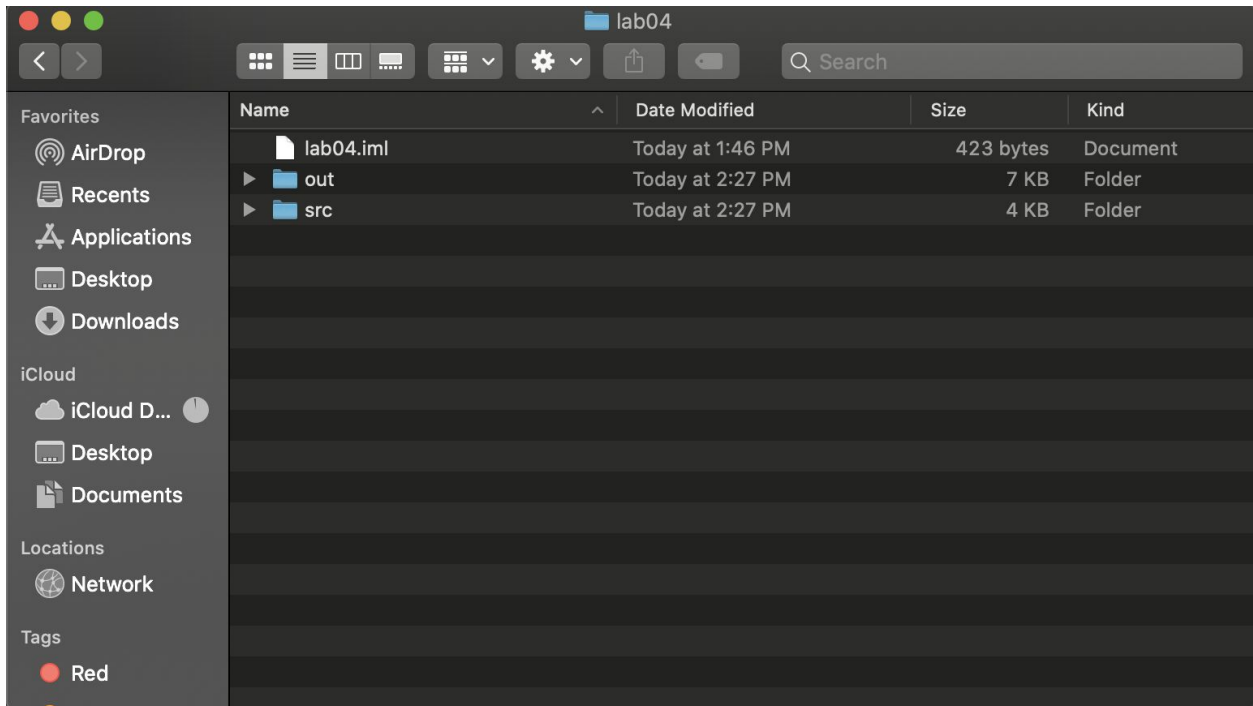 lab04
Search
Favorites
AirDrop
Recents
Applications
Desktop
Downloads
iCloud
iCloud D...
Desktop
Documents
Locations
Network
Tags
Red
Name Date Modified Size Kind
lab04.iml Today at 1:46 PM 423 bytes Document
out Today at 2:27 PM 7 KB Folder
src Today at 2:27 PM 4 KB Folder